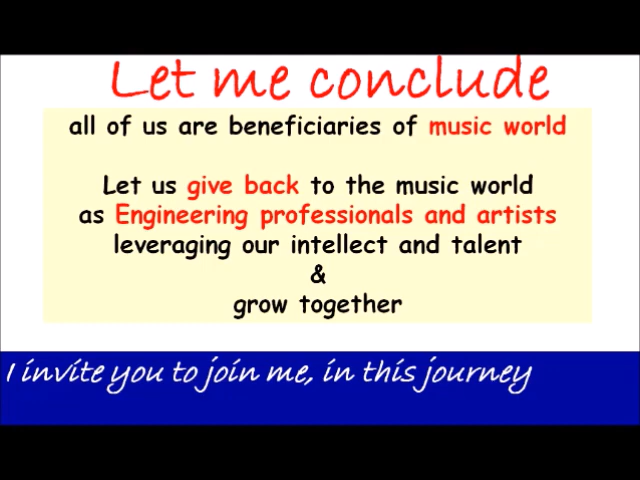 Let me conclude
all of us are beneficiaries of music world
Let us give back to the music world
as Engineering professionals and artists
leveraging our intellect and talent
&
grow together
I invite you to join me, in this journey